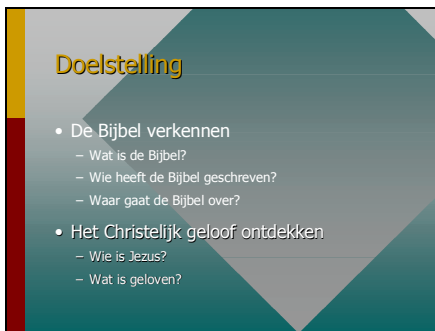 Doelstelling
• De Bijbel verkennen
– Wat is de Bijbel?
– Wie heeft de Bijbel geschreven?
– Waar gaat de Bijbel over?
• Het Christelijk geloof ontdekken
– Wie is Jezus?
– Wat is geloven?